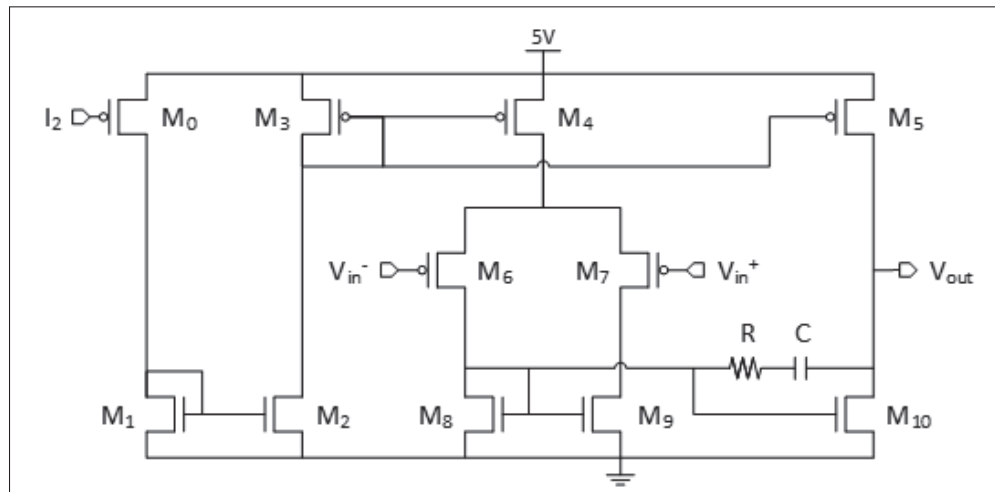 5V
I₂ M₀ M₃ M₄ M₅
Vᵢₙ⁻ M₆ M₇ Vᵢₙ⁺ Vₒᵤₜ
R C
M₁ M₂ M₈ M₉ M₁₀